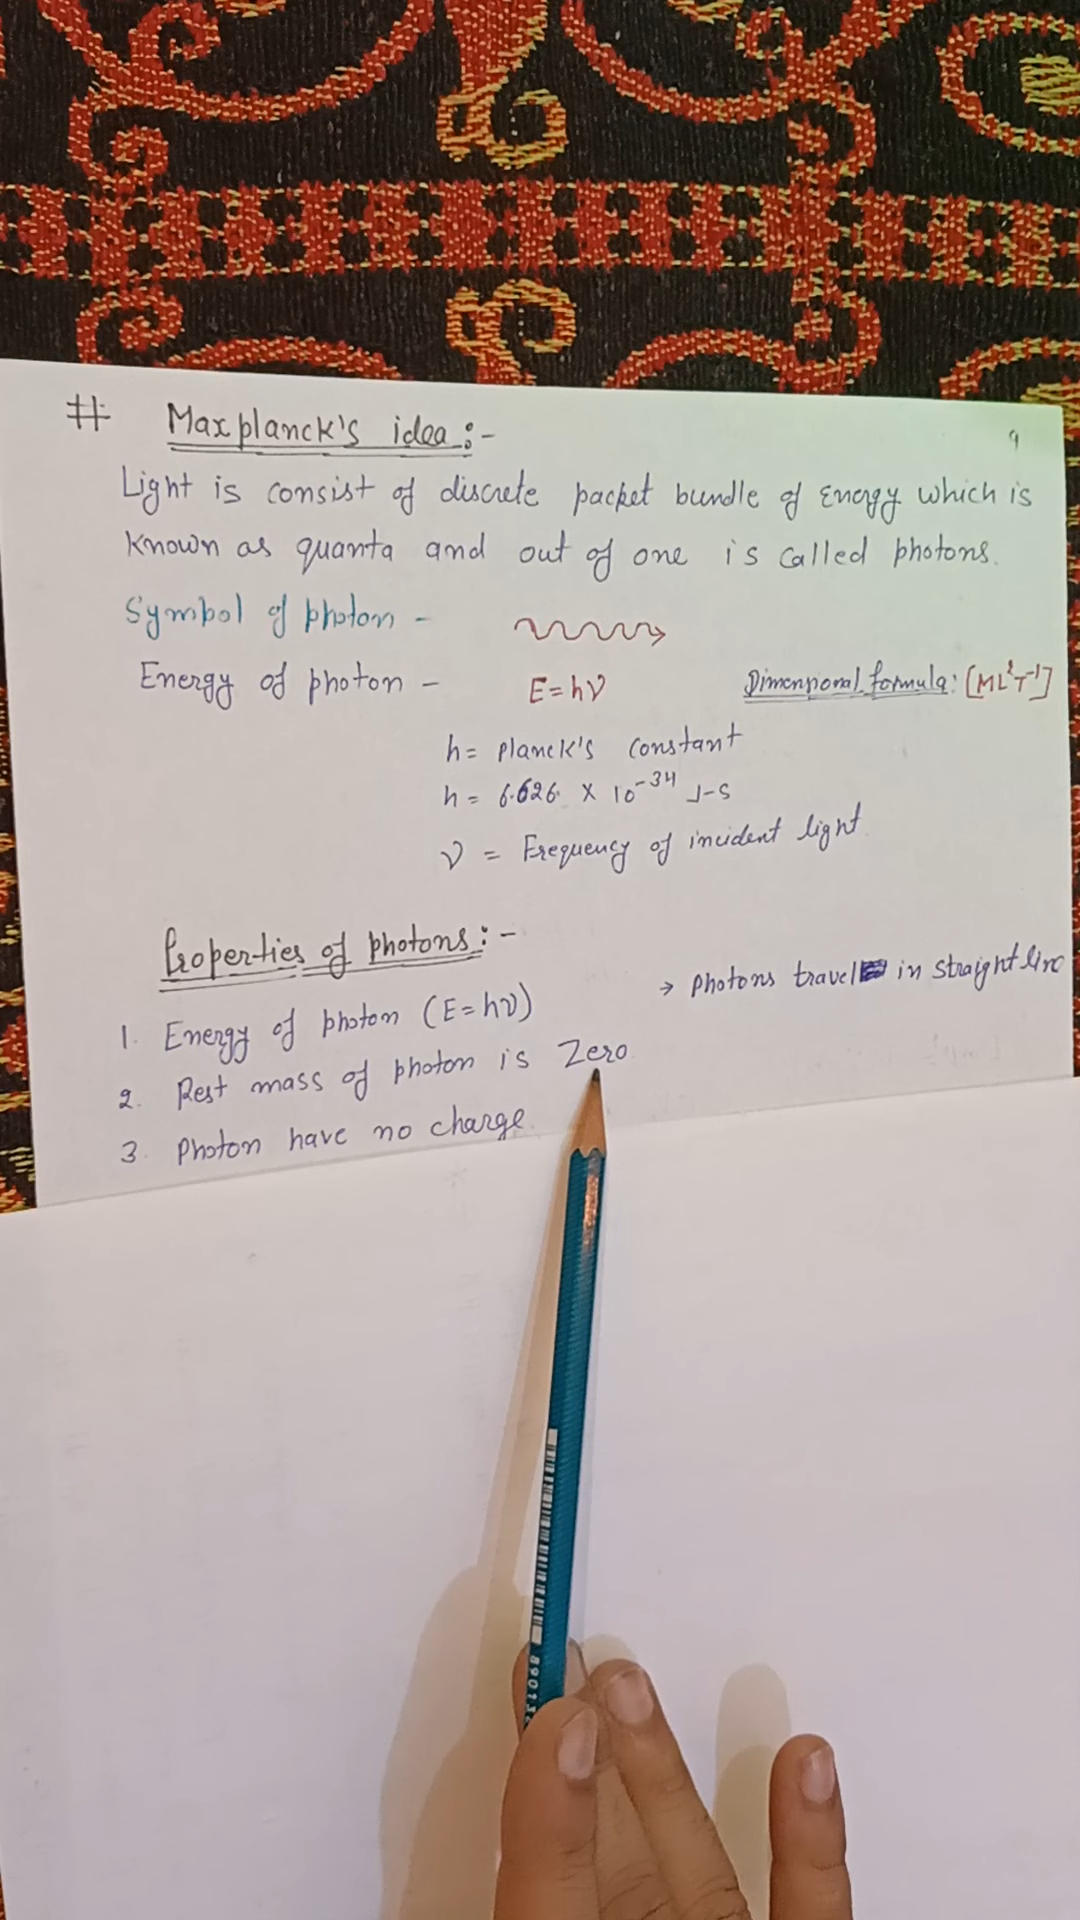 # Maxplanck's idea :-
9
Light is consist of discrete packet bundle of Energy which is
known as quanta and out of one is called photons.
Symbol of photon -
Energy of photon - E=hν Dimensional formula: [ML²T⁻¹]
h = planck's constant
h = 6.626 × 10⁻³⁴ J-S
ν = Frequency of incident light.
Properties of photons :-
→ Photons travel in straight line
1. Energy of photon (E=hν)
2. Rest mass of photon is Zero
3. Photon have no charge.